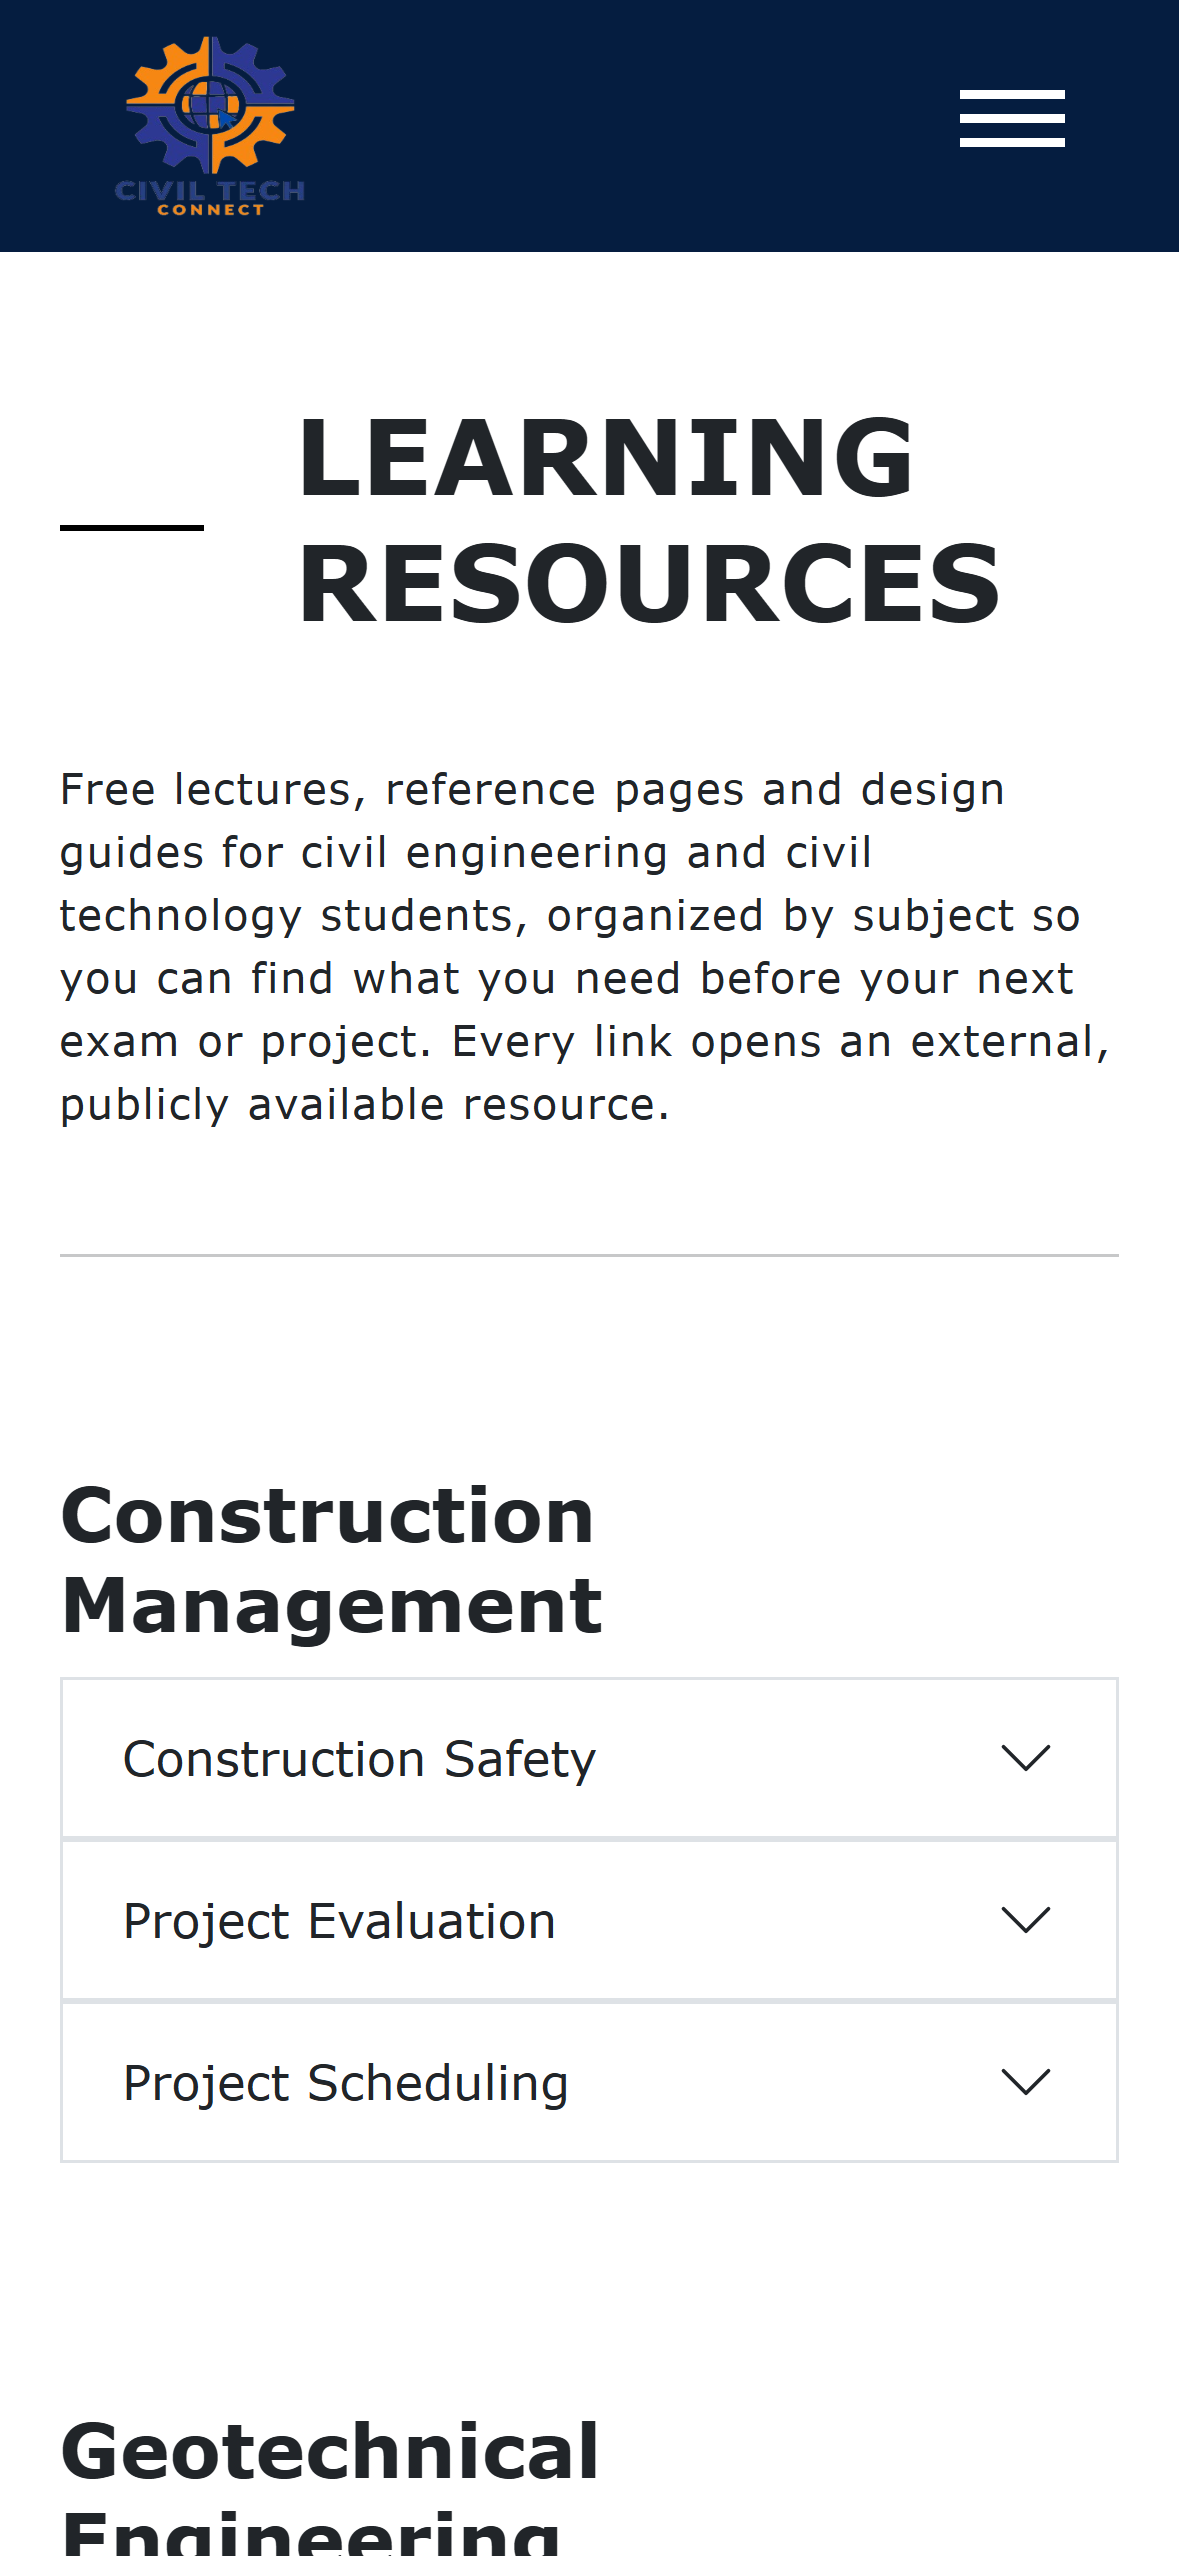 CIVIL TECH
CONNECT
LEARNING
RESOURCES
Free lectures, reference pages and design
guides for civil engineering and civil
technology students, organized by subject so
you can find what you need before your next
exam or project. Every link opens an external,
publicly available resource.
Construction
Management
Construction Safety
Project Evaluation
Project Scheduling
Geotechnical
Engineering